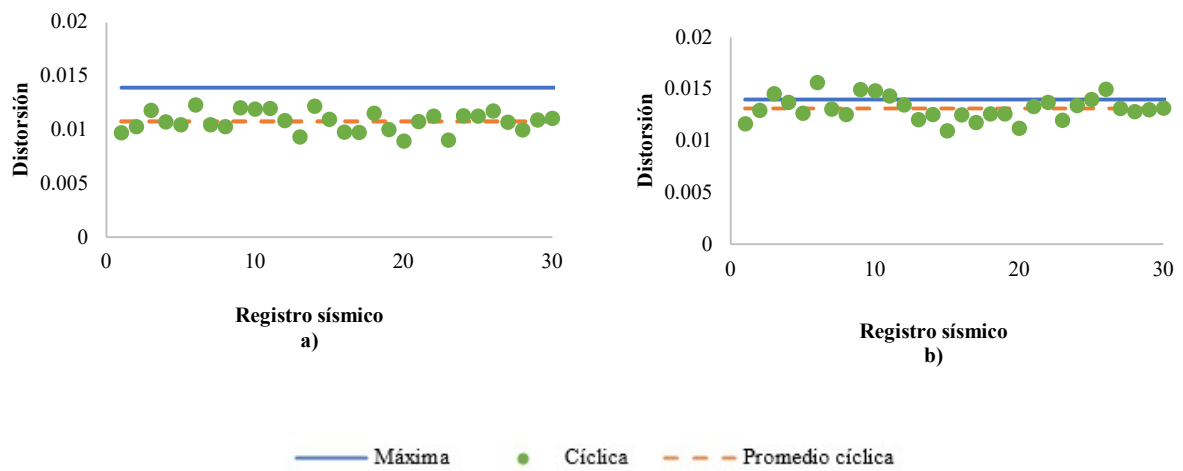 0.02
0.015
0.01
0.005
0
Distorsión
0
10
20
30
Registro sísmico
a)
0.02
0.015
0.01
0.005
0
Distorsión
0
10
20
30
Registro sísmico
b)
Máxima
Cíclica
Promedio cíclica